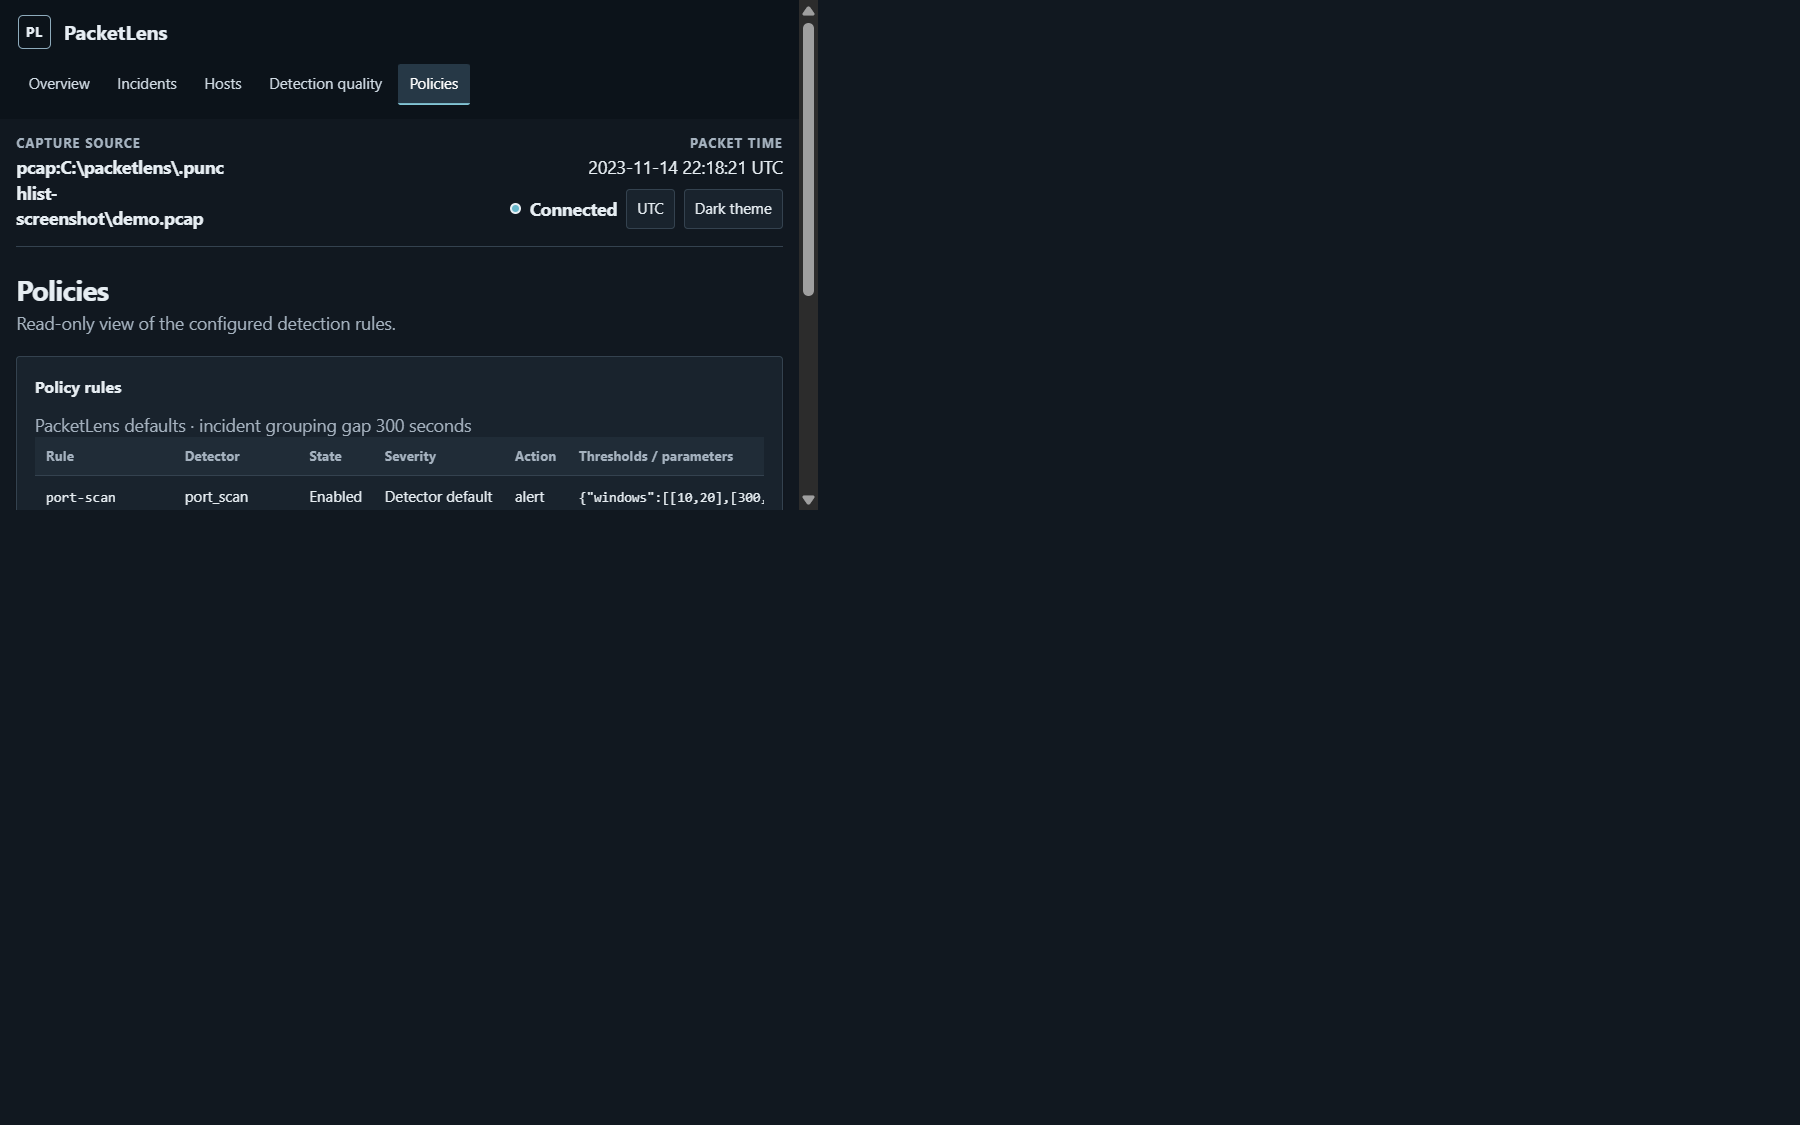 PL PacketLens
Overview Incidents Hosts Detection quality Policies
CAPTURE SOURCE
pcap:C:\packetlens\.punc
hlist-
screenshot\demo.pcap
PACKET TIME
2023-11-14 22:18:21 UTC
Connected UTC Dark theme
Policies
Read-only view of the configured detection rules.
Policy rules
PacketLens defaults · incident grouping gap 300 seconds
Rule Detector State Severity Action Thresholds / parameters
port-scan port_scan Enabled Detector default alert {"windows":[[10,20],[300,